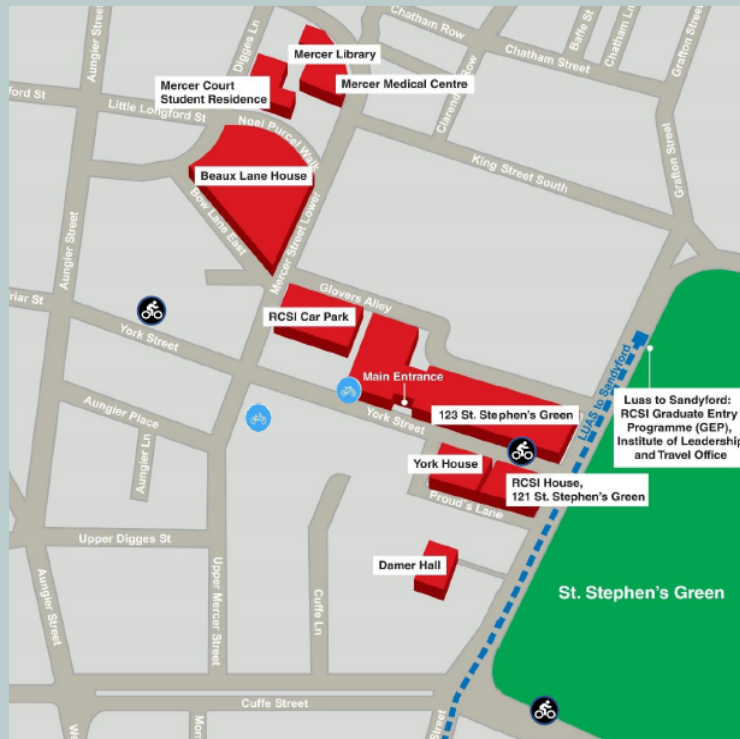 Aungier Street
Digges Ln
Mercer Library
Chatham Row
Baffe St
Chatham Ln
Grafton Street
Chatham Street
Mercer Court
Student Residence
Mercer Medical Centre
Clarendon Row
ford St
Little Longford St
Noel Purcel Walk
King Street South
Grafton Street
Beaux Lane House
Bow Lane East
Mercer Street Lower
Aungier Street
Glovers Alley
riar St
York Street
RCSI Car Park
Main Entrance
York Street
123 St. Stephen's Green
LUAS to Sandyford
Luas to Sandyford:
RCSI Graduate Entry
Programme (GEP),
Institute of Leadership
and Travel Office
Aungier Place
Aungier Ln
York House
RCSI House,
121 St. Stephen's Green
Proud's Lane
Upper Digges St
Damer Hall
St. Stephen's Green
Aungier Street
Upper Mercer Street
Cuffe Ln
Cuffe Street
Street